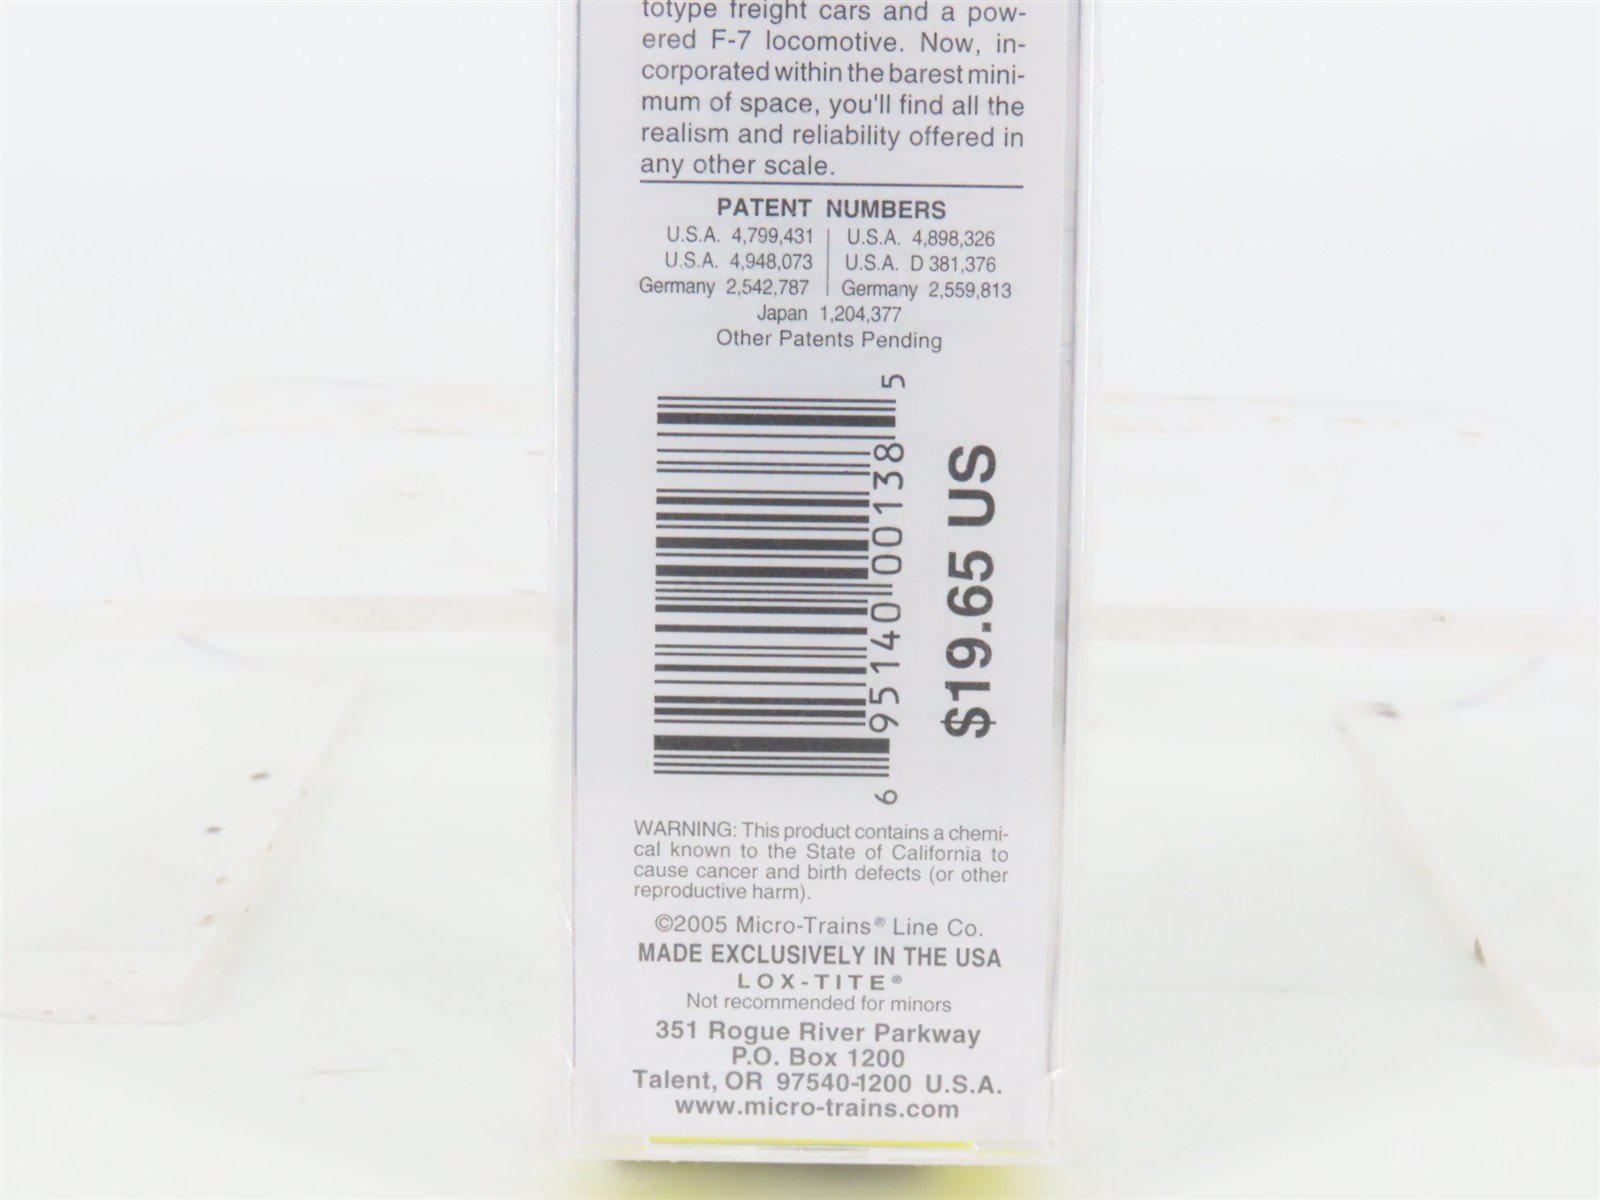 totype freight cars and a pow-
ered F-7 locomotive. Now, in-
corporated within the barest mini-
mum of space, you'll find all the
realism and reliability offered in
any other scale.
PATENT NUMBERS
U.S.A. 4,799,431 | U.S.A. 4,898,326
U.S.A. 4,948,073 | U.S.A. D 381,376
Germany 2,542,787 | Germany 2,559,813
Japan 1,204,377
Other Patents Pending
6 95140 00138 5
$19.65 US
WARNING: This product contains a chemi-
cal known to the State of California to
cause cancer and birth defects (or other
reproductive harm).
©2005 Micro-Trains® Line Co.
MADE EXCLUSIVELY IN THE USA
LOX-TITE®
Not recommended for minors
351 Rogue River Parkway
P.O. Box 1200
Talent, OR 97540-1200 U.S.A.
www.micro-trains.com